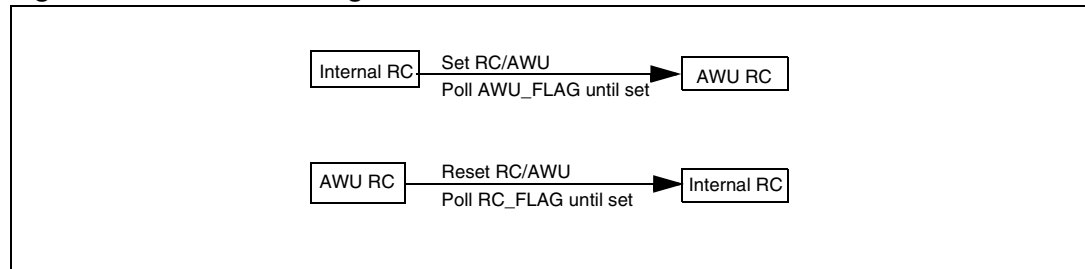 Internal RC
Set RC/AWU
Poll AWU_FLAG until set
AWU RC
AWU RC
Reset RC/AWU
Poll RC_FLAG until set
Internal RC